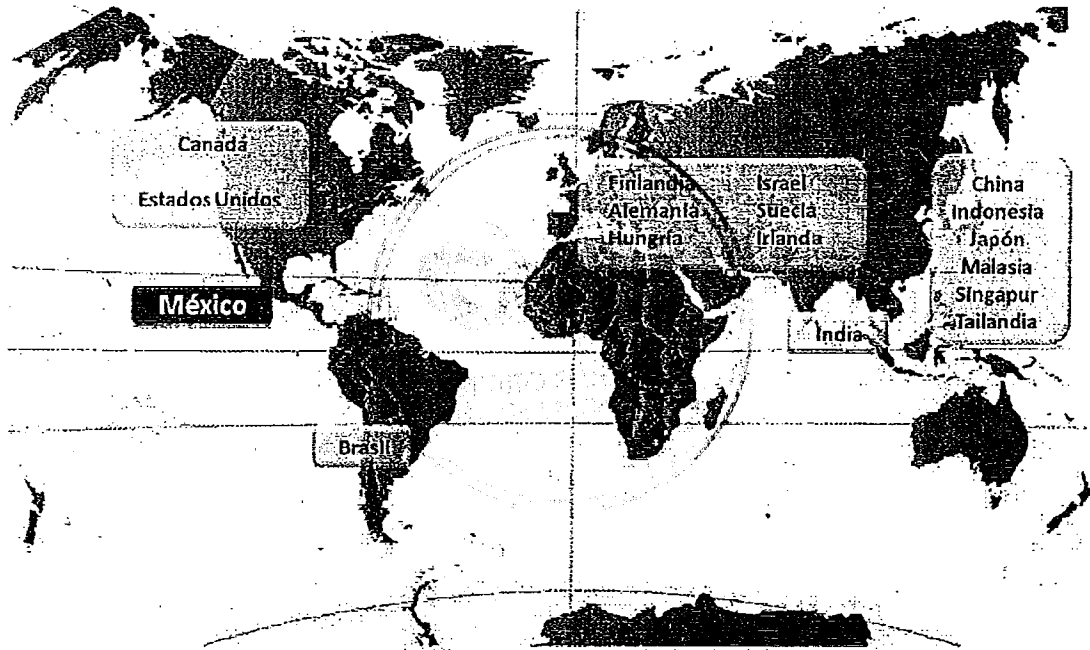 Canadá
Estados Unidos
México
Brasil
Finlandia Israel
Alemania Suecia
Hungría Irlanda
India
China
Indonesia
Japón
Malasia
Singapur
Tailandia